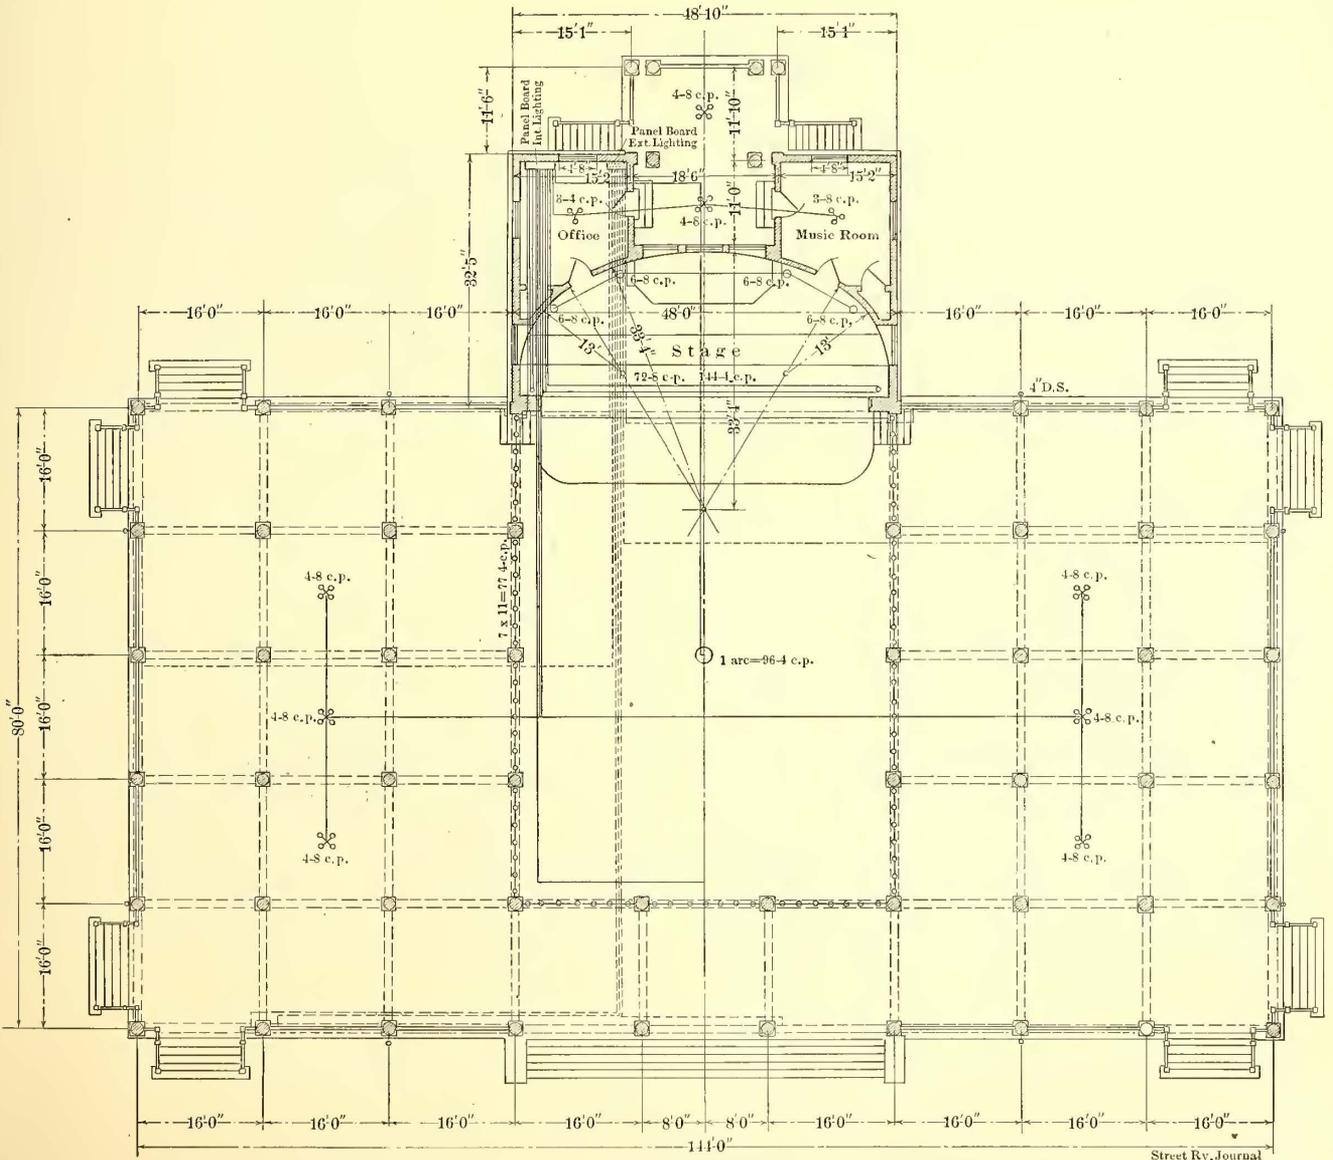 48'10"
15'1"
15'1"
11'6"
Panel Board
Int. Lighting
4-8 c.p.
11'10"
Panel Board
Ext. Lighting
4'8"
15'2"
18'6"
4'8"
15'2"
3-4 c.p.
4-8 c.p.
11'0"
3-8 c.p.
Office
Music Room
32'5"
6-8 c.p.
6-8 c.p.
16'0"
16'0"
16'0"
48'0"
16'0"
16'0"
16'0"
6-8 c.p.
6-8 c.p.
13'
33'4"
Stage
13'
72-8 c.p.
144-4 c.p.
4" D.S.
33'4"
16'0"
16'0"
16'0"
16'0"
16'0"
80'0"
7 x 11=77 4-c.p.
4-8 c.p.
4-8 c.p.
1 arc=96-4 c.p.
4-8 c.p.
4-8 c.p.
4-8 c.p.
4-8 c.p.
16'0"
16'0"
16'0"
16'0"
8'0"
8'0"
16'0"
16'0"
16'0"
16'0"
144'0"
Street Ry. Journal